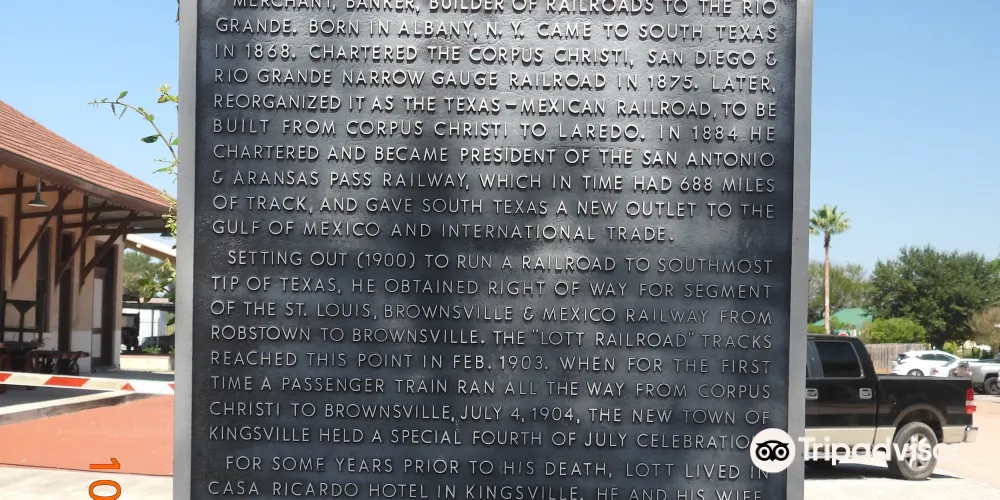 MERCHANT, BANKER, BUILDER OF RAILROADS TO THE RIO
GRANDE. BORN IN ALBANY, N.Y. CAME TO SOUTH TEXAS
IN 1868. CHARTERED THE CORPUS CHRISTI, SAN DIEGO &
RIO GRANDE NARROW GAUGE RAILROAD IN 1875. LATER,
REORGANIZED IT AS THE TEXAS-MEXICAN RAILROAD, TO BE
BUILT FROM CORPUS CHRISTI TO LAREDO. IN 1884 HE
CHARTERED AND BECAME PRESIDENT OF THE SAN ANTONIO
& ARANSAS PASS RAILWAY, WHICH IN TIME HAD 688 MILES
OF TRACK, AND GAVE SOUTH TEXAS A NEW OUTLET TO THE
GULF OF MEXICO AND INTERNATIONAL TRADE.
SETTING OUT (1900) TO RUN A RAILROAD TO SOUTHMOST
TIP OF TEXAS, HE OBTAINED RIGHT OF WAY FOR SEGMENT
OF THE ST. LOUIS, BROWNSVILLE & MEXICO RAILWAY FROM
ROBSTOWN TO BROWNSVILLE. THE "LOTT RAILROAD" TRACKS
REACHED THIS POINT IN FEB. 1903. WHEN FOR THE FIRST
TIME A PASSENGER TRAIN RAN ALL THE WAY FROM CORPUS
CHRISTI TO BROWNSVILLE, JULY 4, 1904, THE NEW TOWN OF
KINGSVILLE HELD A SPECIAL FOURTH OF JULY CELEBRATION
FOR SOME YEARS PRIOR TO HIS DEATH, LOTT LIVED IN
CASA RICARDO HOTEL IN KINGSVILLE. HE AND HIS WIFE
Tripadvisor
10